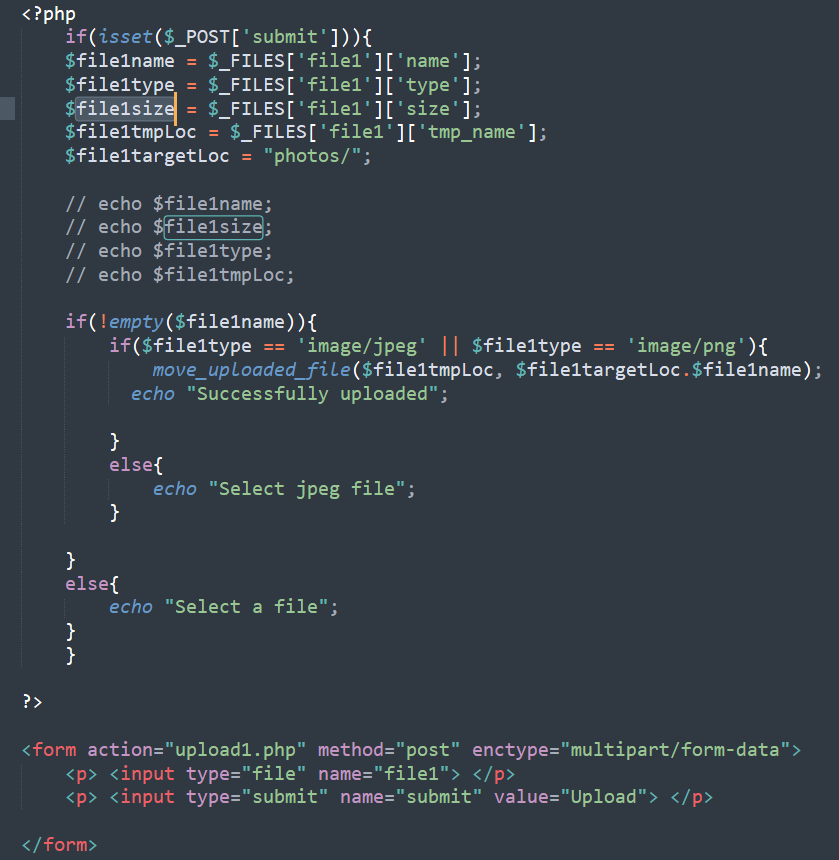 <?php
if(isset($_POST['submit'])){
$file1name = $_FILES['file1']['name'];
$file1type = $_FILES['file1']['type'];
$file1size = $_FILES['file1']['size'];
$file1tmpLoc = $_FILES['file1']['tmp_name'];
$file1targetLoc = "photos/";
// echo $file1name;
// echo $file1size;
// echo $file1type;
// echo $file1tmpLoc;
if(!empty($file1name)){
if($file1type == 'image/jpeg' || $file1type == 'image/png'){
move_uploaded_file($file1tmpLoc, $file1targetLoc.$file1name);
echo "Successfully uploaded";
}
else{
echo "Select jpeg file";
}
}
else{
echo "Select a file";
}
}
?>
<form action="upload1.php" method="post" enctype="multipart/form-data">
<p> <input type="file" name="file1"> </p>
<p> <input type="submit" name="submit" value="Upload"> </p>
</form>